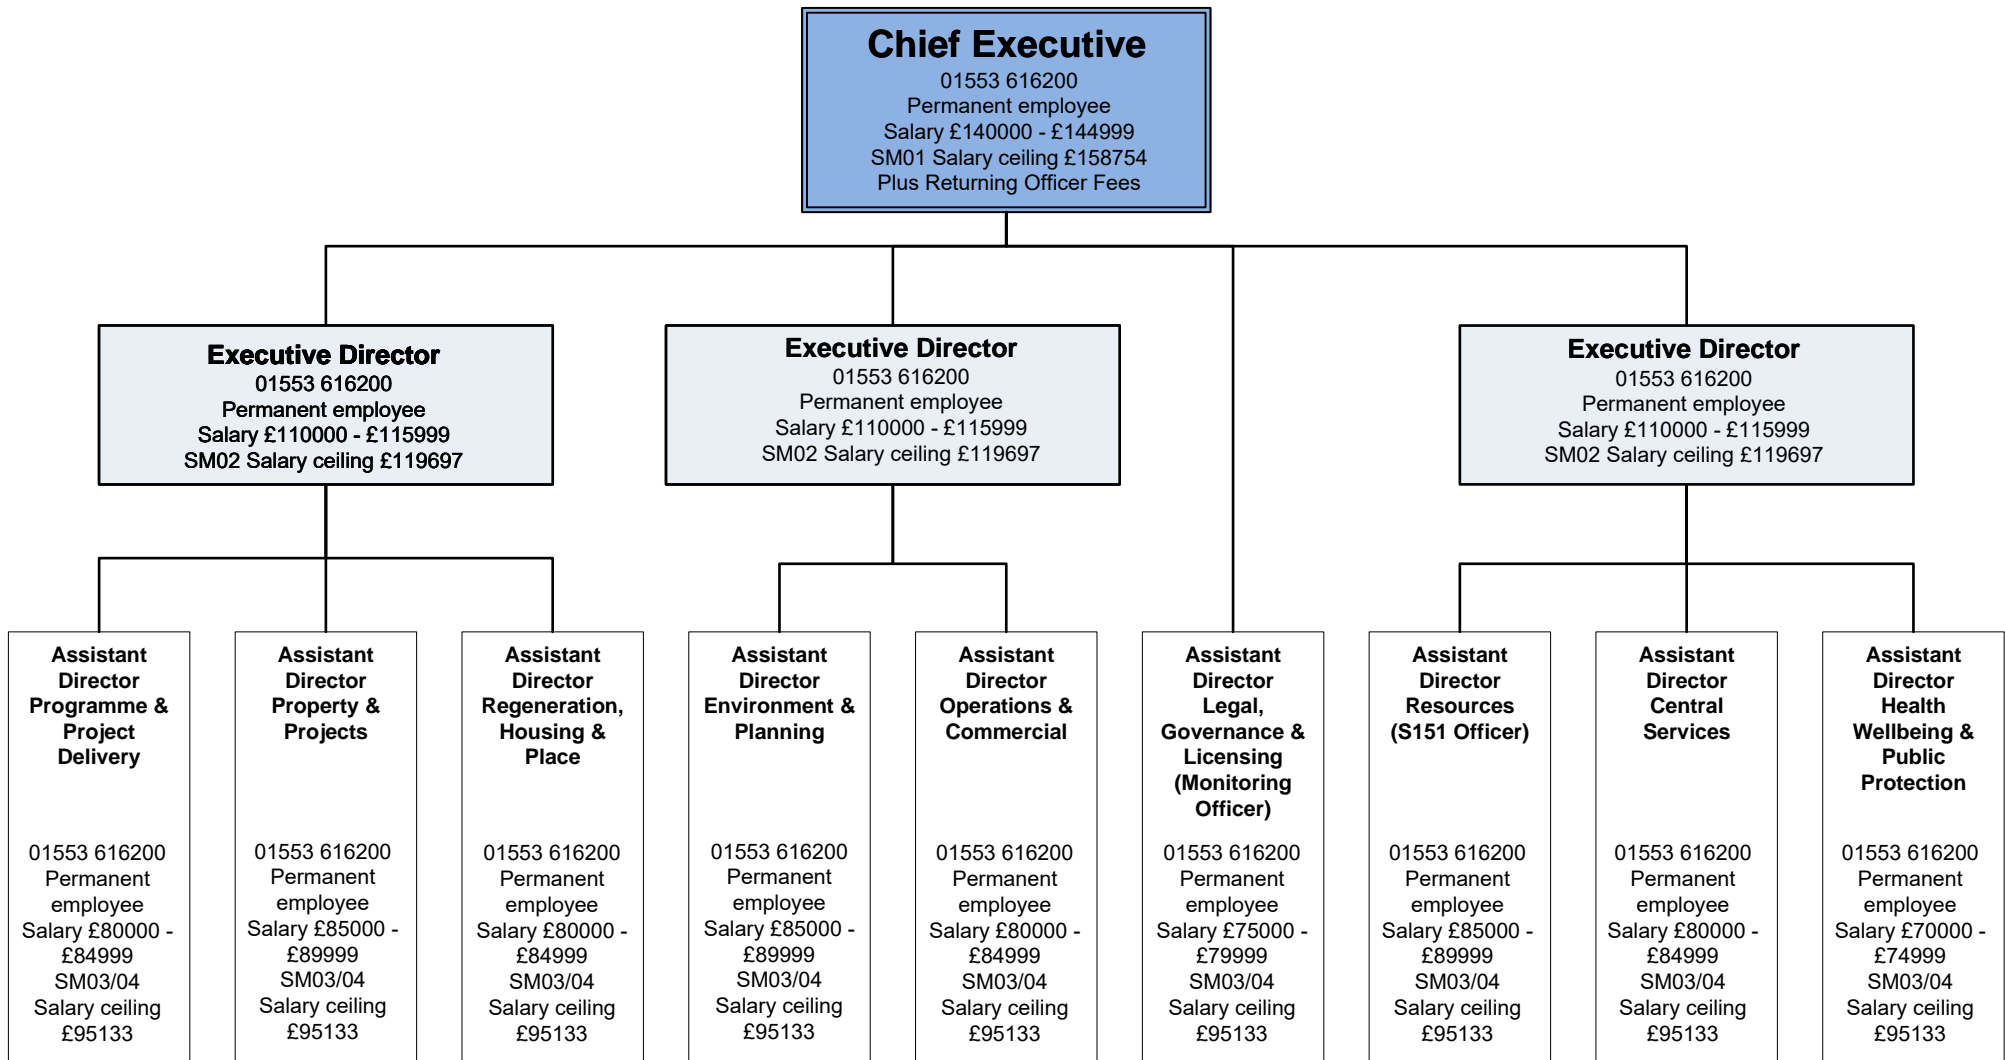 Chief Executive
01553 616200
Permanent employee
Salary £140000 - £144999
SM01 Salary ceiling £158754
Plus Returning Officer Fees
Executive Director
01553 616200
Permanent employee
Salary £110000 - £115999
SM02 Salary ceiling £119697
Executive Director
01553 616200
Permanent employee
Salary £110000 - £115999
SM02 Salary ceiling £119697
Executive Director
01553 616200
Permanent employee
Salary £110000 - £115999
SM02 Salary ceiling £119697
Assistant
Director
Programme &
Project
Delivery
01553 616200
Permanent
employee
Salary £80000 -
£84999
SM03/04
Salary ceiling
£95133
Assistant
Director
Property &
Projects
01553 616200
Permanent
employee
Salary £85000 -
£89999
SM03/04
Salary ceiling
£95133
Assistant
Director
Regeneration,
Housing &
Place
01553 616200
Permanent
employee
Salary £80000 -
£84999
SM03/04
Salary ceiling
£95133
Assistant
Director
Environment &
Planning
01553 616200
Permanent
employee
Salary £85000 -
£89999
SM03/04
Salary ceiling
£95133
Assistant
Director
Operations &
Commercial
01553 616200
Permanent
employee
Salary £80000 -
£84999
SM03/04
Salary ceiling
£95133
Assistant
Director
Legal,
Governance &
Licensing
(Monitoring
Officer)
01553 616200
Permanent
employee
Salary £75000 -
£79999
SM03/04
Salary ceiling
£95133
Assistant
Director
Resources
(S151 Officer)
01553 616200
Permanent
employee
Salary £85000 -
£89999
SM03/04
Salary ceiling
£95133
Assistant
Director
Central
Services
01553 616200
Permanent
employee
Salary £80000 -
£84999
SM03/04
Salary ceiling
£95133
Assistant
Director
Health
Wellbeing &
Public
Protection
01553 616200
Permanent
employee
Salary £70000 -
£74999
SM03/04
Salary ceiling
£95133